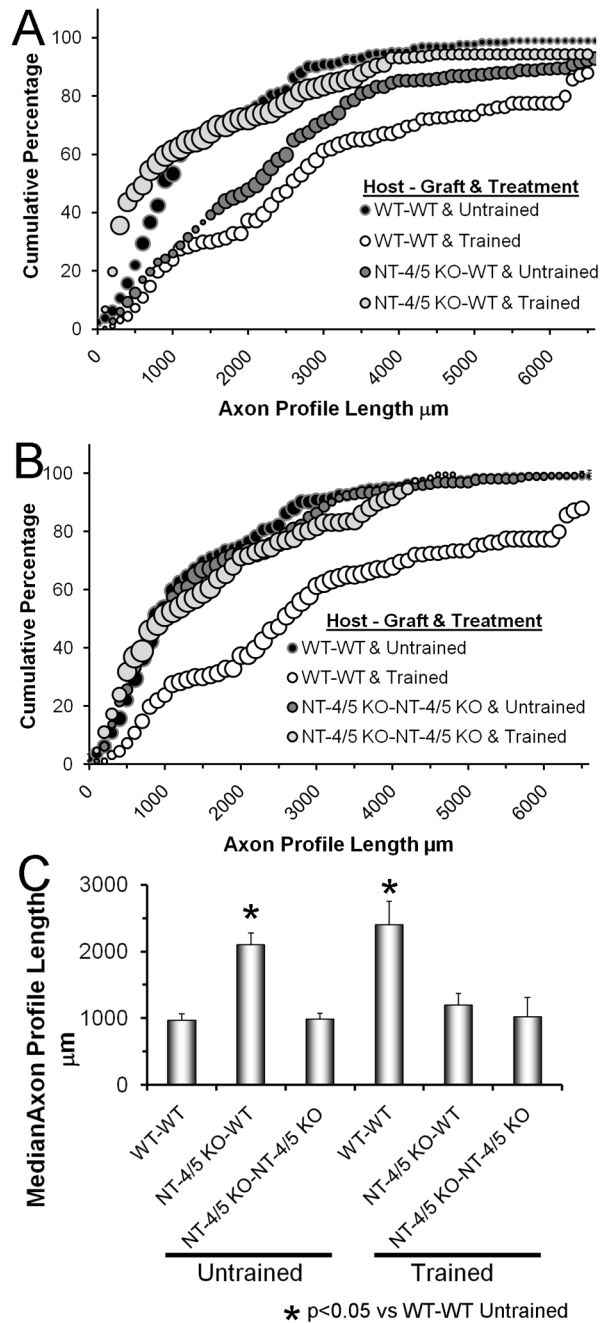 A
Cumulative Percentage
100
80
60
40
20
0
Host - Graft & Treatment
WT-WT & Untrained
WT-WT & Trained
NT-4/5 KO-WT & Untrained
NT-4/5 KO-WT & Trained
0 1000 2000 3000 4000 5000 6000
Axon Profile Length µm
B
Cumulative Percentage
100
80
60
40
20
0
Host - Graft & Treatment
WT-WT & Untrained
WT-WT & Trained
NT-4/5 KO-NT-4/5 KO & Untrained
NT-4/5 KO-NT-4/5 KO & Trained
0 1000 2000 3000 4000 5000 6000
Axon Profile Length µm
C
MedianAxon Profile Length
µm
3000
2000
1000
0
*
*
WT-WT
NT-4/5 KO-WT
NT-4/5 KO-NT-4/5 KO
WT-WT
NT-4/5 KO-WT
NT-4/5 KO-NT-4/5 KO
Untrained
Trained
* p<0.05 vs WT-WT Untrained